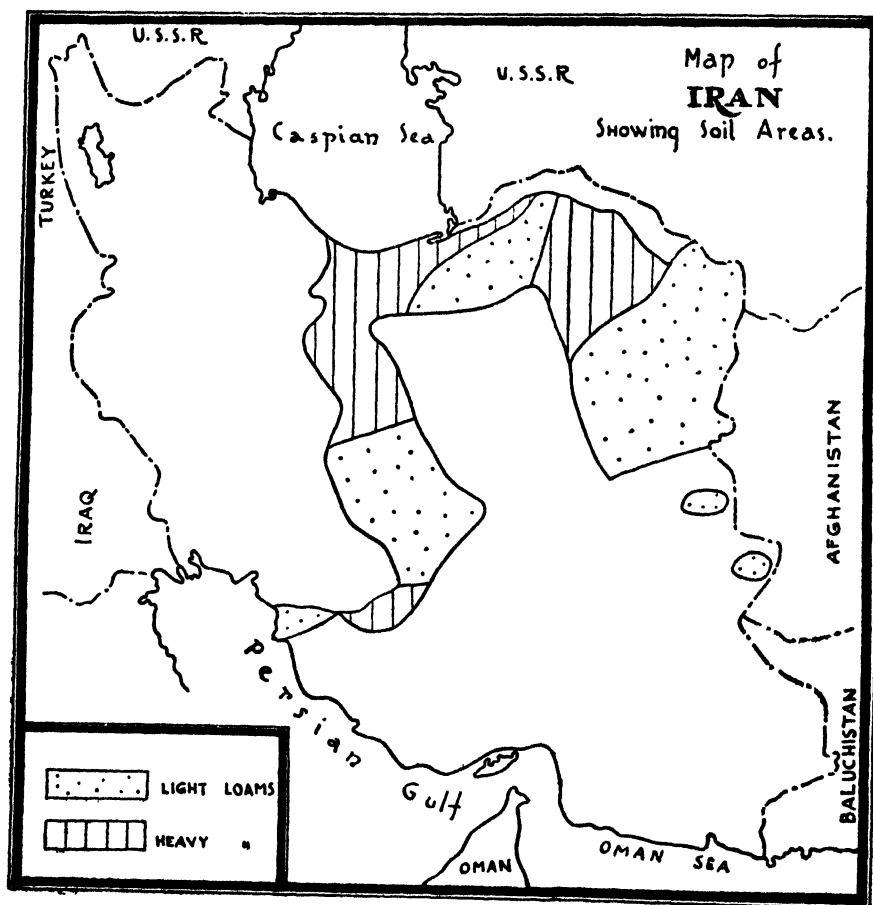 U.S.S.R
U.S.S.R
Map of
IRAN
Showing Soil Areas.
Caspian Sea
TURKEY
IRAQ
AFGHANISTAN
BALUCHISTAN
Persian
Gulf
OMAN
OMAN SEA
LIGHT LOAMS
HEAVY "